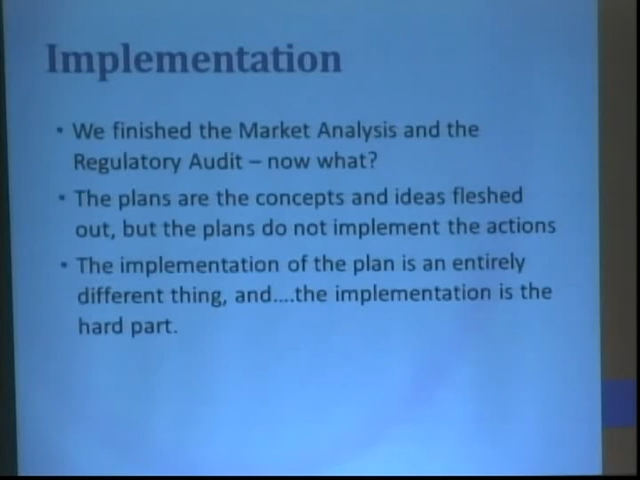 Implementation
• We finished the Market Analysis and the
Regulatory Audit – now what?
• The plans are the concepts and ideas fleshed
out, but the plans do not implement the actions
• The implementation of the plan is an entirely
different thing, and....the implementation is the
hard part.